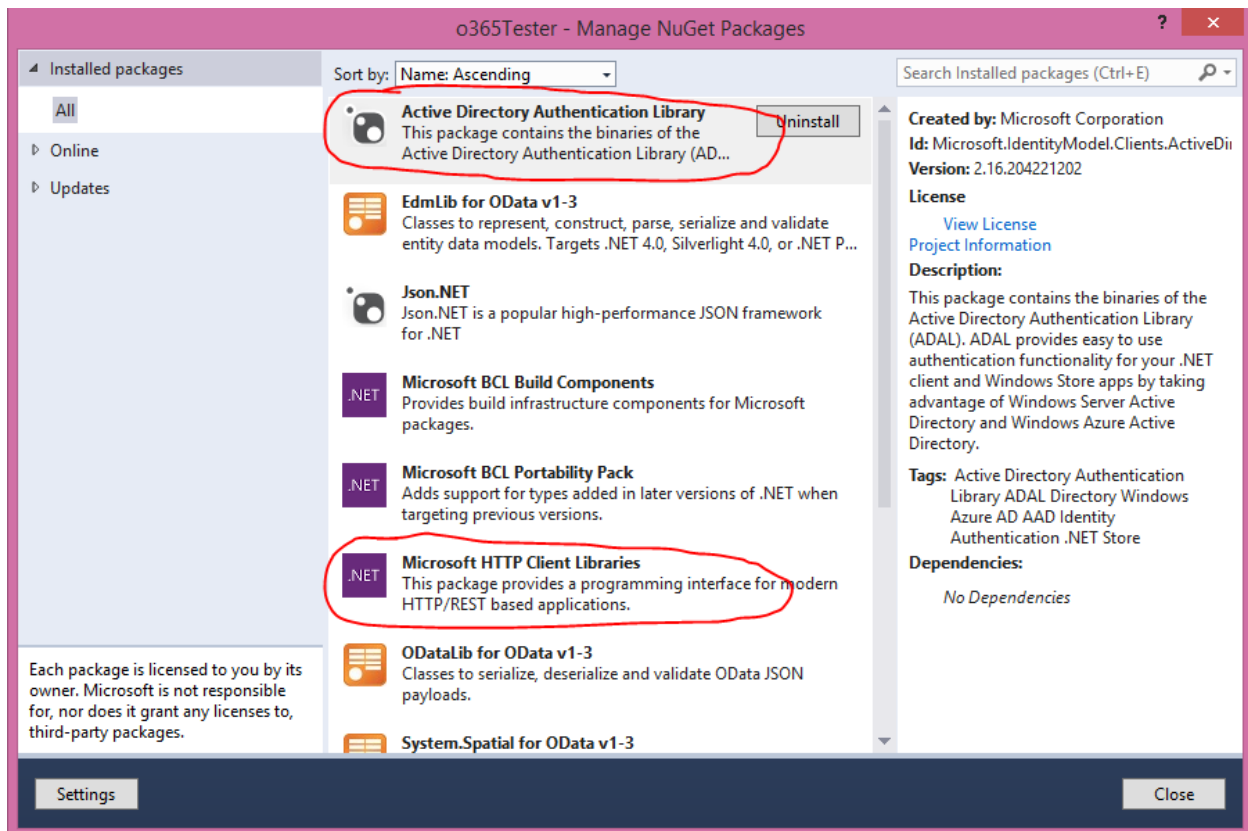 o365Tester - Manage NuGet Packages
?
Installed packages
All
Online
Updates
Each package is licensed to you by its
owner. Microsoft is not responsible
for, nor does it grant any licenses to,
third-party packages.
Sort by: Name: Ascending
Active Directory Authentication Library
This package contains the binaries of the
Active Directory Authentication Library (AD...
Uninstall
EdmLib for OData v1-3
Classes to represent, construct, parse, serialize and validate
entity data models. Targets .NET 4.0, Silverlight 4.0, or .NET P...
Json.NET
Json.NET is a popular high-performance JSON framework
for .NET
.NET
Microsoft BCL Build Components
Provides build infrastructure components for Microsoft
packages.
.NET
Microsoft BCL Portability Pack
Adds support for types added in later versions of .NET when
targeting previous versions.
.NET
Microsoft HTTP Client Libraries
This package provides a programming interface for modern
HTTP/REST based applications.
ODataLib for OData v1-3
Classes to serialize, deserialize and validate OData JSON
payloads.
System.Spatial for OData v1-3
Search Installed packages (Ctrl+E)
Created by: Microsoft Corporation
Id: Microsoft.IdentityModel.Clients.ActiveDi
Version: 2.16.204221202
License
View License
Project Information
Description:
This package contains the binaries of the
Active Directory Authentication Library
(ADAL). ADAL provides easy to use
authentication functionality for your .NET
client and Windows Store apps by taking
advantage of Windows Server Active
Directory and Windows Azure Active
Directory.
Tags: Active Directory Authentication
Library ADAL Directory Windows
Azure AD AAD Identity
Authentication .NET Store
Dependencies:
No Dependencies
Settings
Close